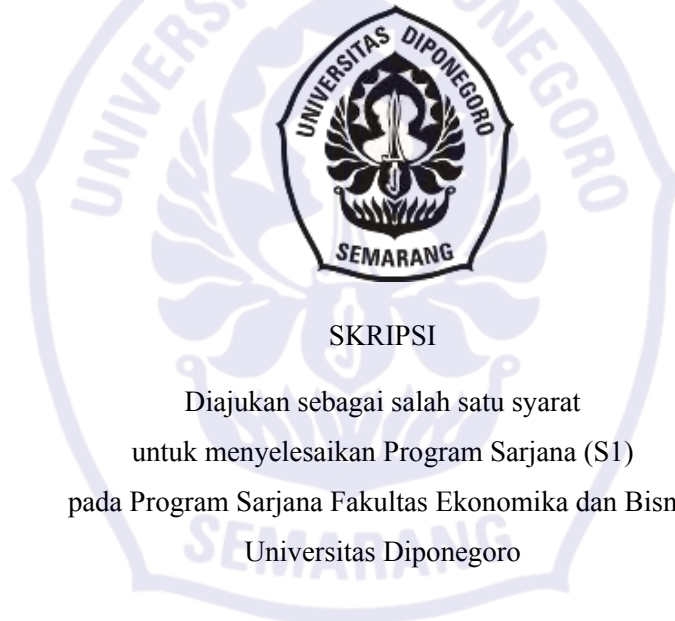 UNIVERSITAS DIPONEGORO
SEMARANG
SKRIPSI
Diajukan sebagai salah satu syarat
untuk menyelesaikan Program Sarjana (S1)
pada Program Sarjana Fakultas Ekonomika dan Bisn
Universitas Diponegoro
SEMARANG